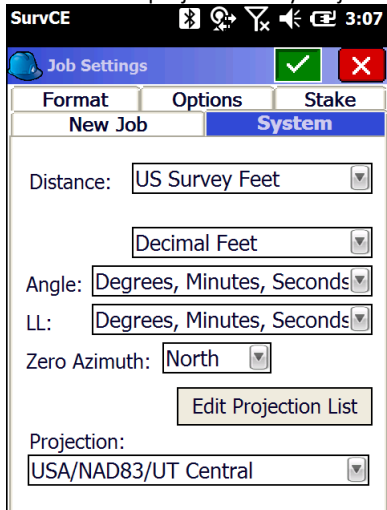 SurvCE 3:07
Job Settings
Format Options Stake
New Job System
Distance: US Survey Feet
Decimal Feet
Angle: Degrees, Minutes, Seconds
LL: Degrees, Minutes, Seconds
Zero Azimuth: North
Edit Projection List
Projection:
USA/NAD83/UT Central